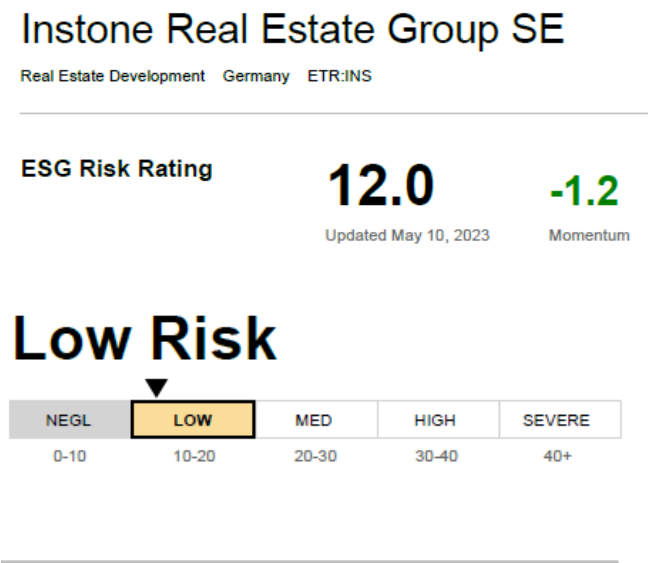 Instone Real Estate Group SE
Real Estate Development Germany ETR:INS
ESG Risk Rating 12.0 -1.2
Updated May 10, 2023 Momentum
Low Risk
NEGL LOW MED HIGH SEVERE
0-10 10-20 20-30 30-40 40+